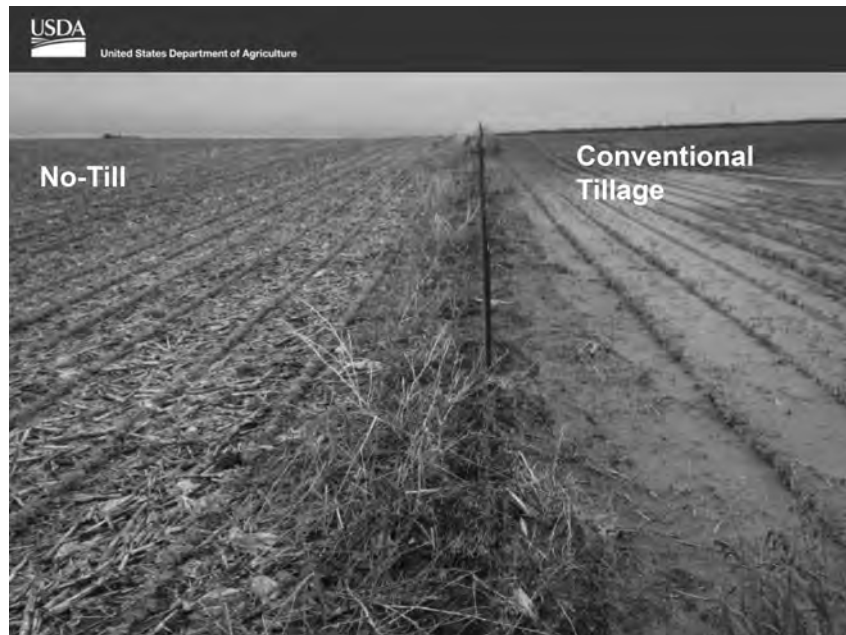 USDA
United States Department of Agriculture
No-Till
Conventional
Tillage